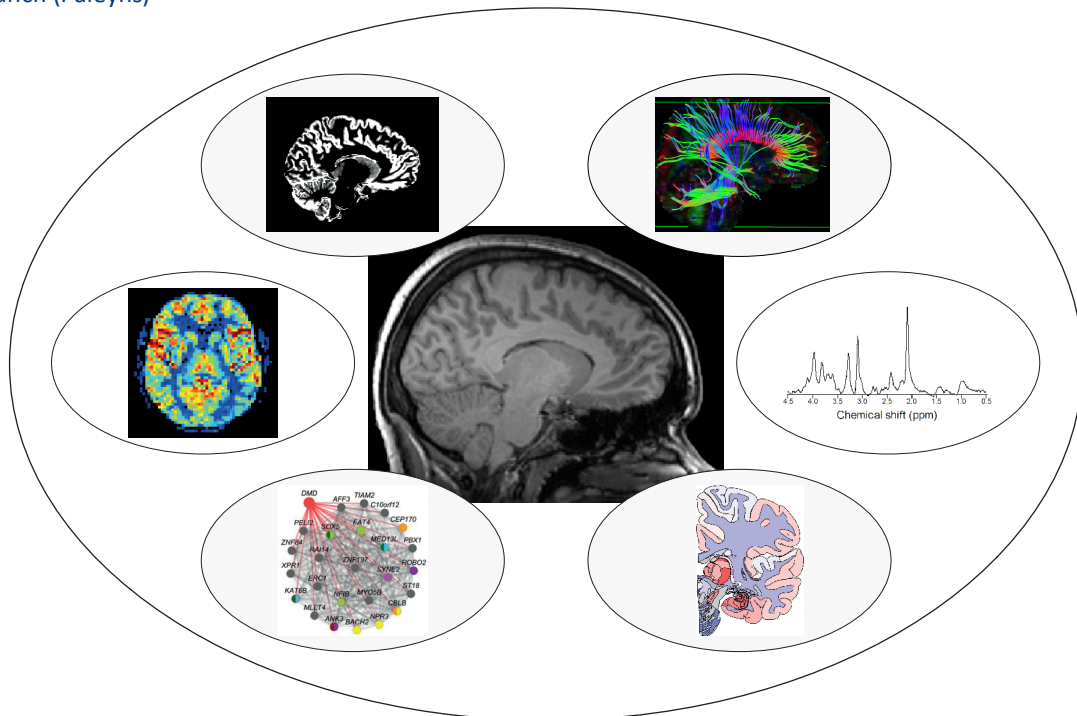 4.5 4.0 3.5 3.0 2.5 2.0 1.5 1.0 0.5
Chemical shift (ppm)
DMD
AFF3
TIAM2
C10orf12
CEP170
PELI2
SOX5
FAT4
MED13L
PBX1
ZNF84
RAI14
ZNF197
ROBO2
XPR1
ERC1
SYNE2
ST18
KAT6B
NFIB
MYO5B
CBLB
MLLT4
ANK3
BACH2
NPR3